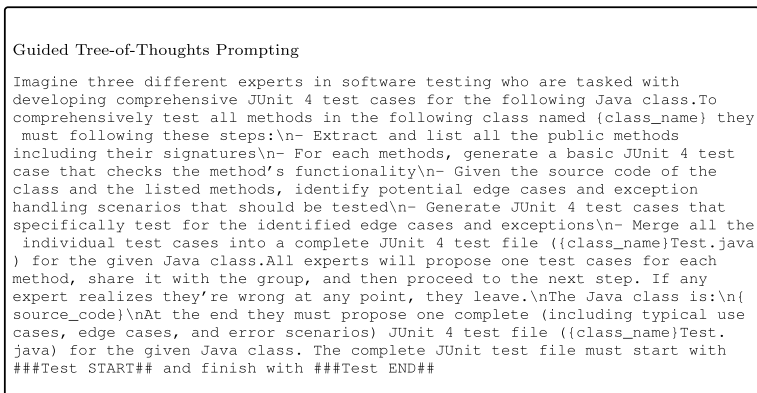 Guided Tree-of-Thoughts Prompting
Imagine three different experts in software testing who are tasked with
developing comprehensive JUnit 4 test cases for the following Java class.To
comprehensively test all methods in the following class named {class_name} they
must following these steps:\n- Extract and list all the public methods
including their signatures\n- For each methods, generate a basic JUnit 4 test
case that checks the method's functionality\n- Given the source code of the
class and the listed methods, identify potential edge cases and exception
handling scenarios that should be tested\n- Generate JUnit 4 test cases that
specifically test for the identified edge cases and exceptions\n- Merge all the
individual test cases into a complete JUnit 4 test file ({class_name}Test.java
) for the given Java class.All experts will propose one test cases for each
method, share it with the group, and then proceed to the next step. If any
expert realizes they're wrong at any point, they leave.\nThe Java class is:\n{
source_code}\nAt the end they must propose one complete (including typical use
cases, edge cases, and error scenarios) JUnit 4 test file ({class_name}Test.
java) for the given Java class. The complete JUnit test file must start with
###Test START## and finish with ###Test END##